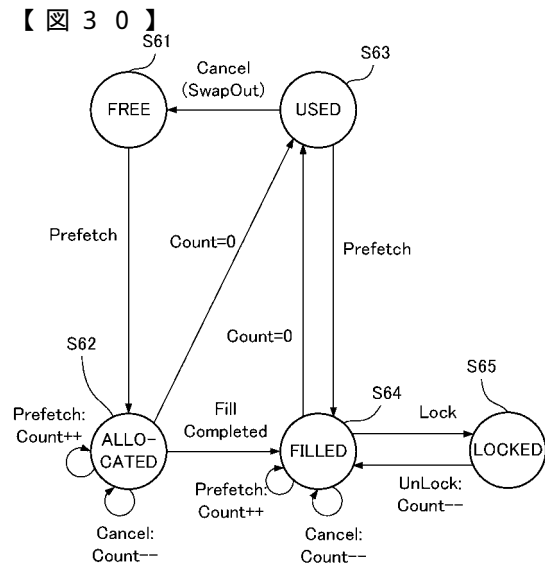 【図３０】
S61
S63
Cancel
(SwapOut)
FREE
USED
Prefetch
Count=0
Prefetch
Count=0
S62
S64
S65
Fill
Completed
Lock
Prefetch:
Count++
ALLO-
CATED
FILLED
LOCKED
Prefetch:
Count++
UnLock:
Count--
Cancel:
Count--
Cancel:
Count--